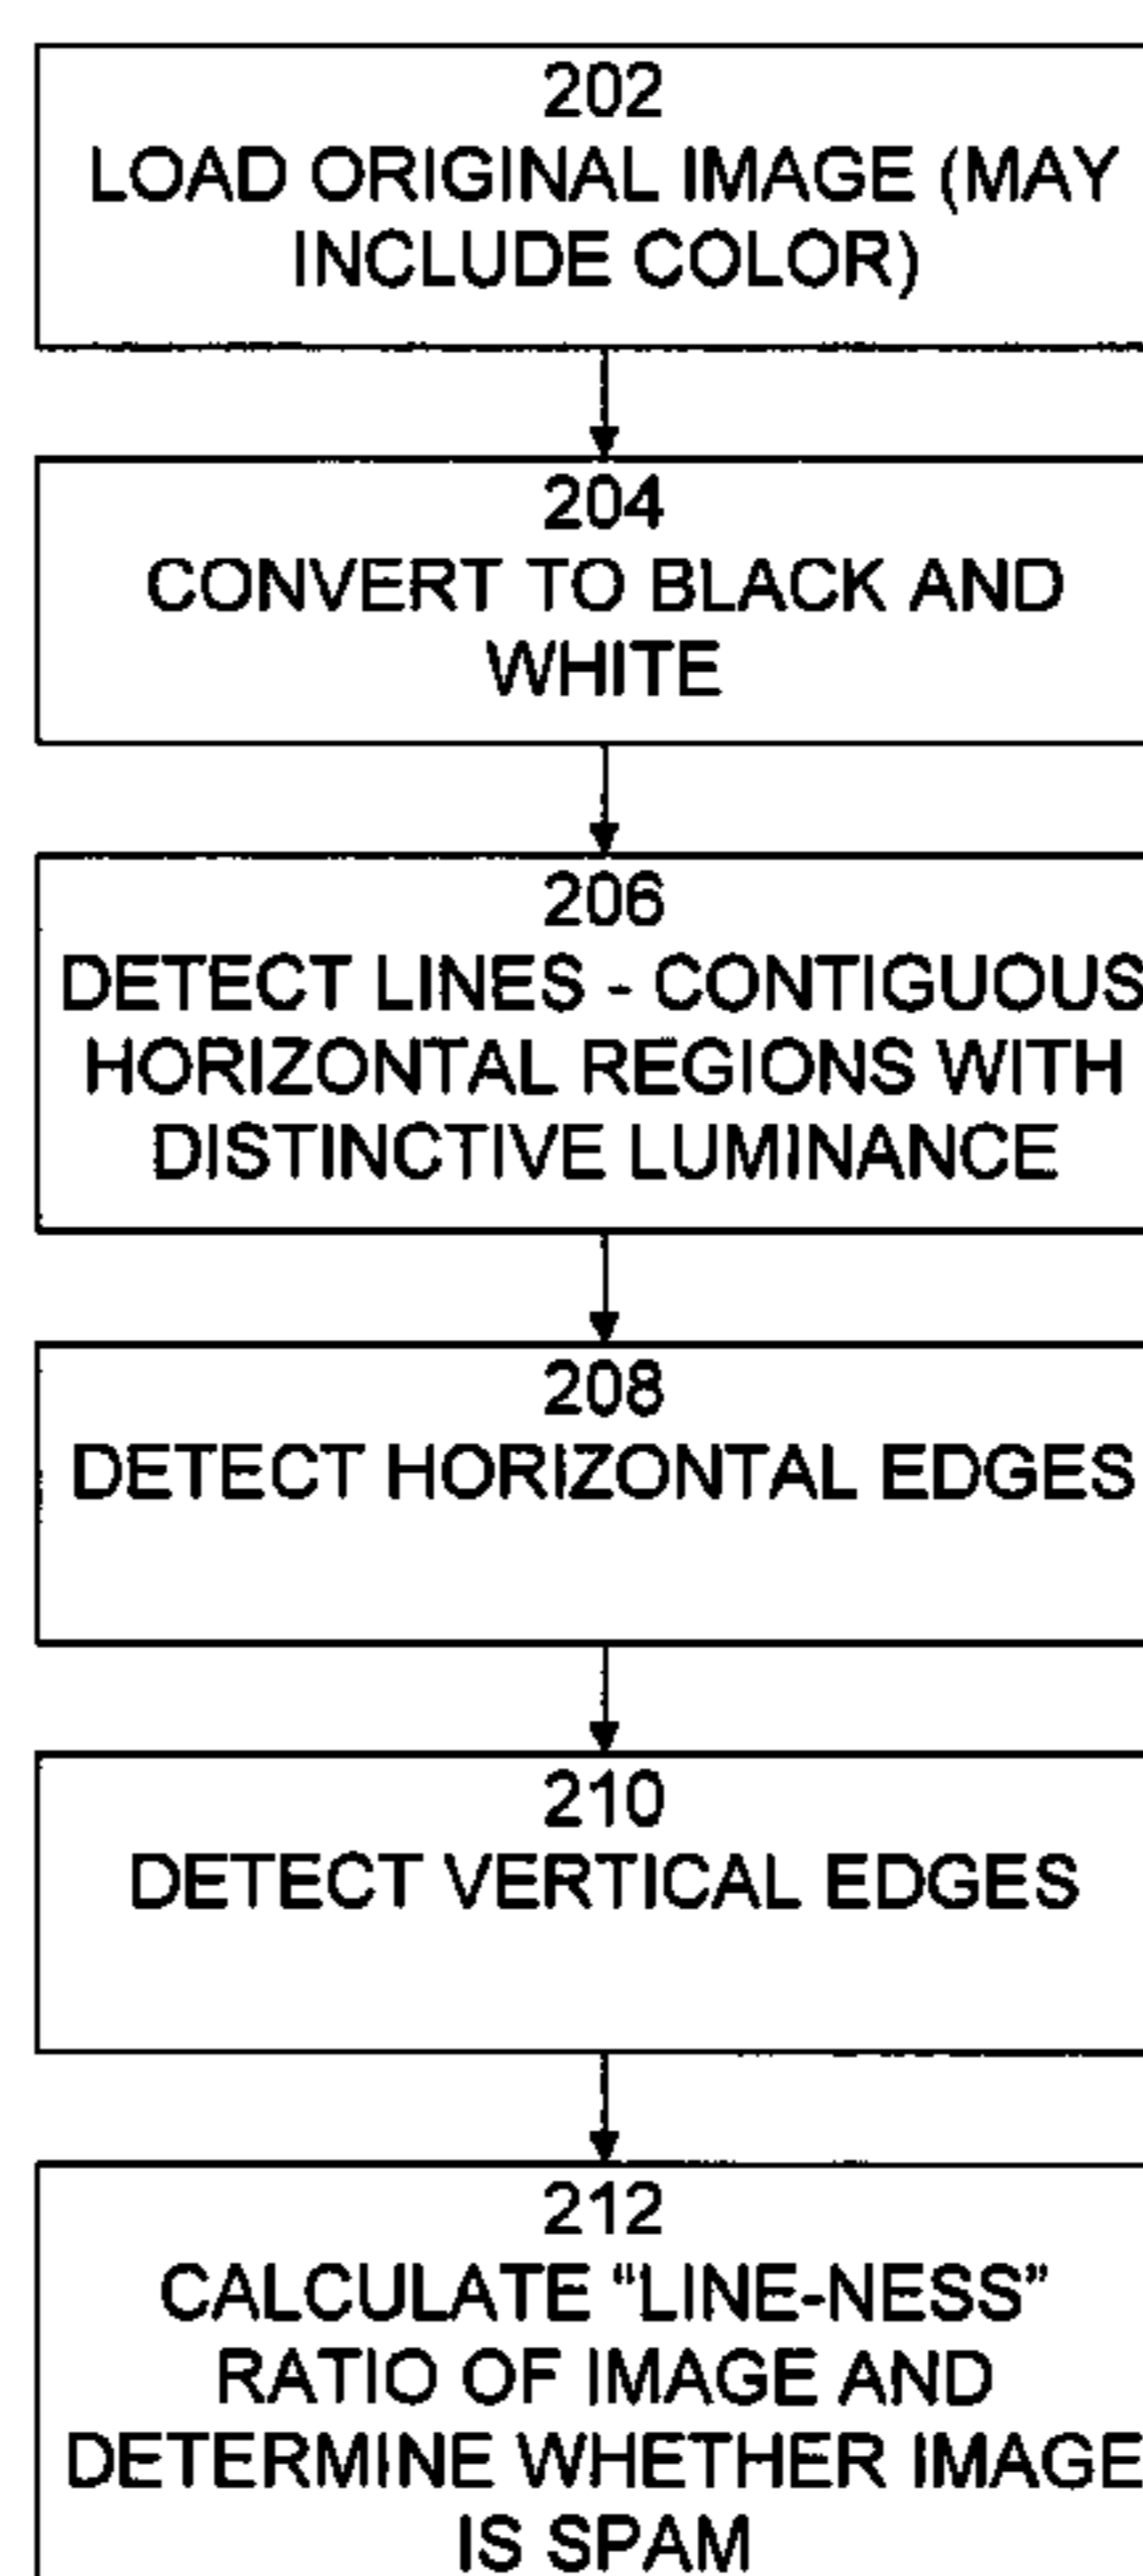 202
LOAD ORIGINAL IMAGE (MAY
INCLUDE COLOR)
204
CONVERT TO BLACK AND
WHITE
206
DETECT LINES - CONTIGUOUS
HORIZONTAL REGIONS WITH
DISTINCTIVE LUMINANCE
208
DETECT HORIZONTAL EDGES
210
DETECT VERTICAL EDGES
212
CALCULATE “LINE-NESS”
RATIO OF IMAGE AND
DETERMINE WHETHER IMAGE
IS SPAM